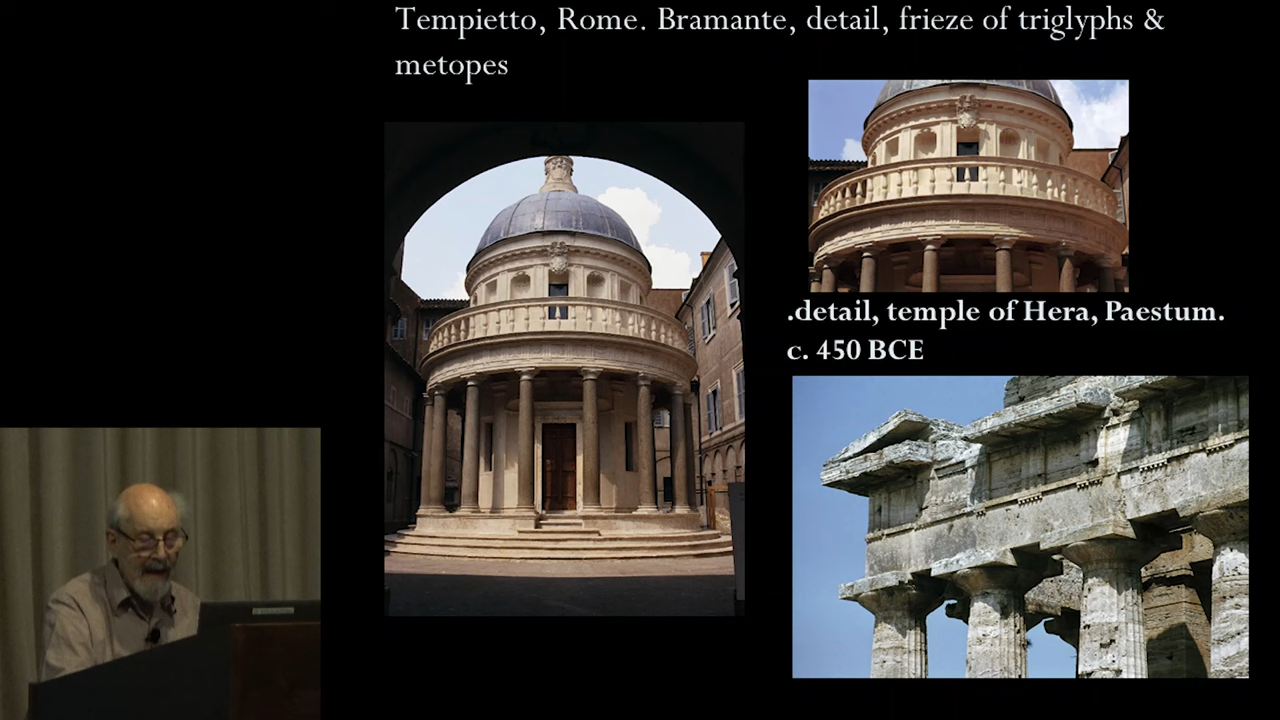 Tempietto, Rome. Bramante, detail, frieze of triglyphs &
metopes
.detail, temple of Hera, Paestum.
c. 450 BCE